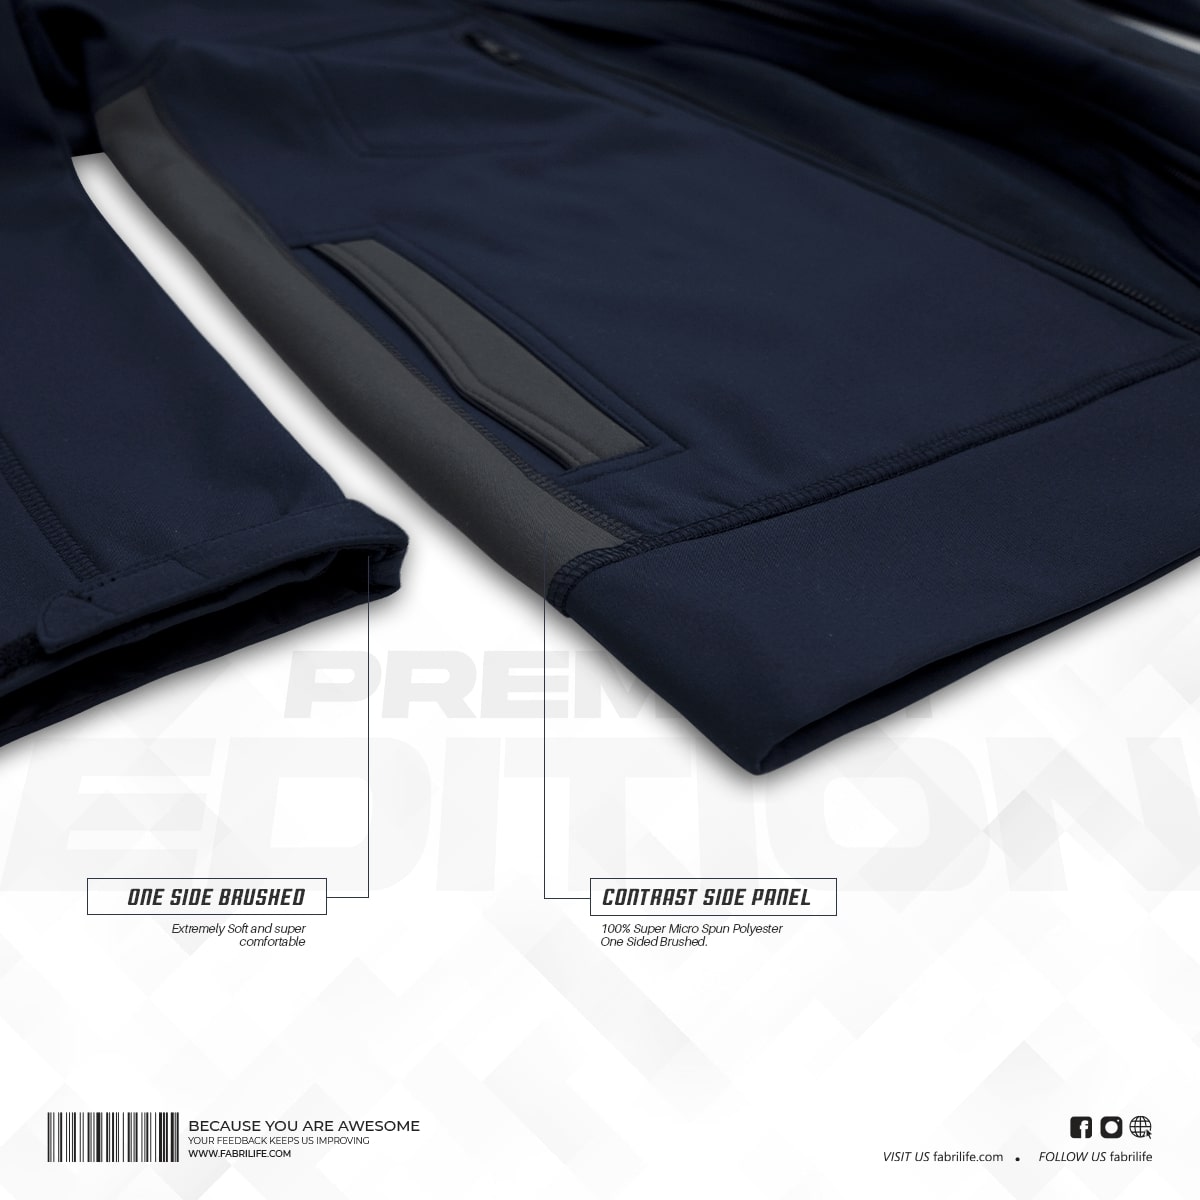 PREMIUM
EDITION
ONE SIDE BRUSHED
Extremely Soft and super
comfortable
CONTRAST SIDE PANEL
100% Super Micro Spun Polyester
One Sided Brushed.
BECAUSE YOU ARE AWESOME
YOUR FEEDBACK KEEPS US IMPROVING
WWW.FABRILIFE.COM
VISIT US fabrilife.com • FOLLOW US fabrilife